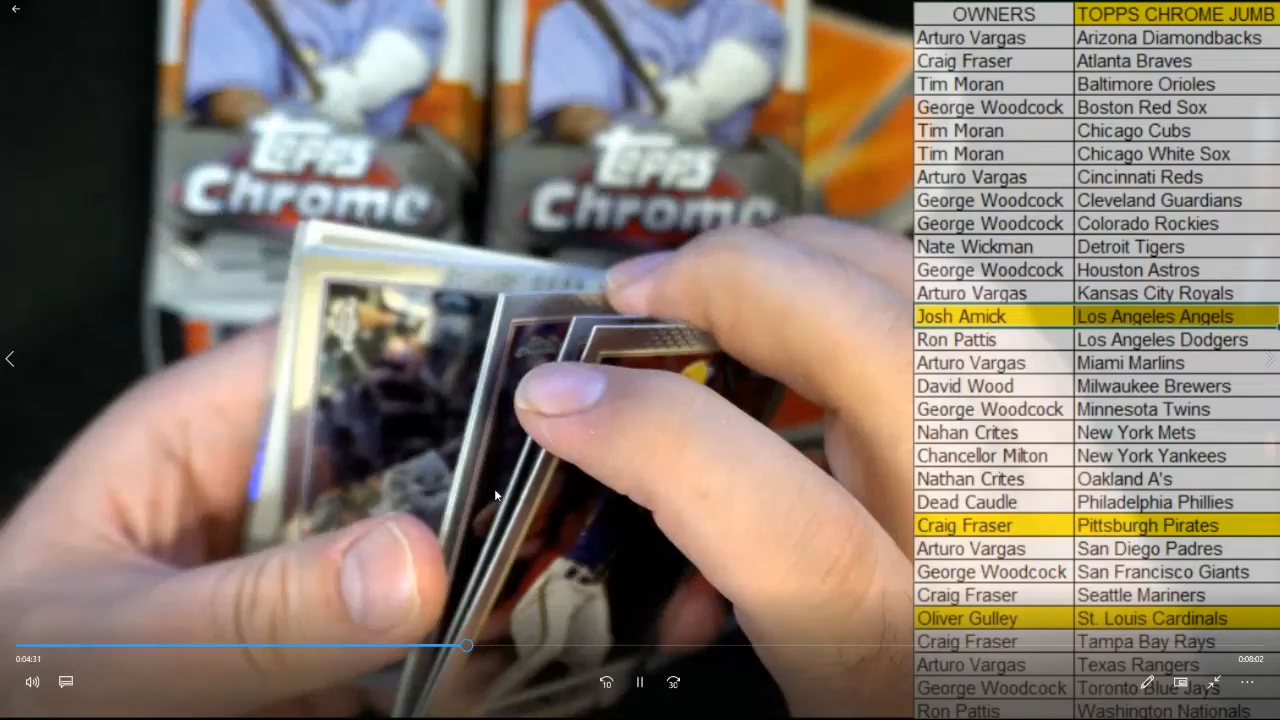 OWNERS TOPPS CHROME JUMB
Arturo Vargas Arizona Diamondbacks
Craig Fraser Atlanta Braves
Tim Moran Baltimore Orioles
George Woodcock Boston Red Sox
Tim Moran Chicago Cubs
Tim Moran Chicago White Sox
Arturo Vargas Cincinnati Reds
George Woodcock Cleveland Guardians
George Woodcock Colorado Rockies
Nate Wickman Detroit Tigers
George Woodcock Houston Astros
Arturo Vargas Kansas City Royals
Josh Amick Los Angeles Angels
Ron Pattis Los Angeles Dodgers
Arturo Vargas Miami Marlins
David Wood Milwaukee Brewers
George Woodcock Minnesota Twins
Nahan Crites New York Mets
Chancellor Milton New York Yankees
Nathan Crites Oakland A's
Dead Caudle Philadelphia Phillies
Craig Fraser Pittsburgh Pirates
Arturo Vargas San Diego Padres
George Woodcock San Francisco Giants
Craig Fraser Seattle Mariners
Oliver Gulley St. Louis Cardinals
Craig Fraser Tampa Bay Rays
Arturo Vargas Texas Rangers
George Woodcock Toronto Blue Jays
Ron Pattis Washington Nationals
Topps Chrome
Topps Chrome
0:04:31
0:08:02
10
30